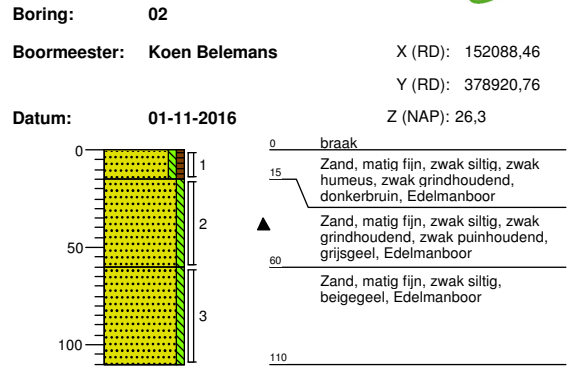 Boring: 02
Boormeester: Koen Belemans
X (RD): 152088,46
Y (RD): 378920,76
Datum: 01-11-2016
Z (NAP): 26,3
0
50
100
1
2
3
0 braak
15
Zand, matig fijn, zwak siltig, zwak
humeus, zwak grindhoudend,
donkerbruin, Edelmanboor
Zand, matig fijn, zwak siltig, zwak
grindhoudend, zwak puinhoudend,
grijsgeel, Edelmanboor
60
Zand, matig fijn, zwak siltig,
beigegeel, Edelmanboor
110